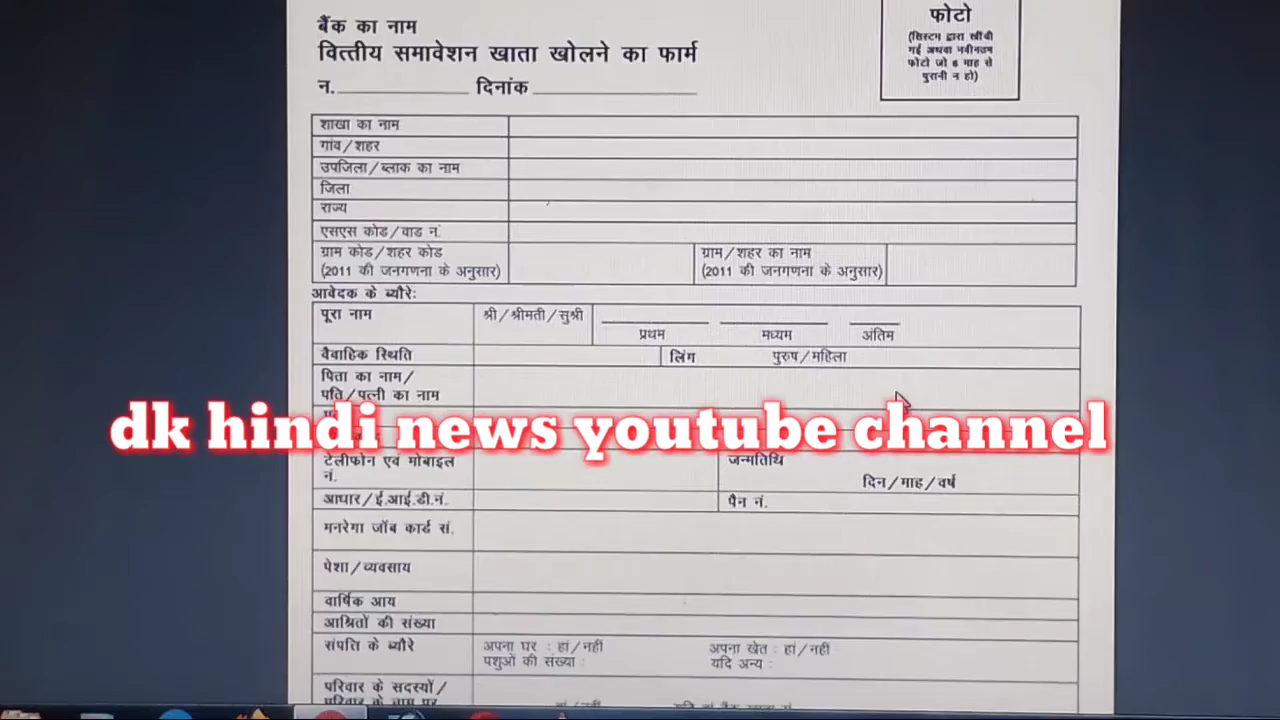 बैंक का नाम
वित्तीय समावेशन खाता खोलने का फार्म
न. दिनांक
फोटो
(सिस्टम द्वारा खींची
गई अथवा नवीनतम
फोटो जो 6 माह से
पुरानी न हो)
शाखा का नाम
गांव/शहर
उपजिला/ब्लाक का नाम
जिला
राज्य
एसएस कोड/वाड न.
ग्राम कोड/शहर कोड
(2011 की जनगणना के अनुसार)
ग्राम/शहर का नाम
(2011 की जनगणना के अनुसार)
आवेदक के ब्यौरे:
पूरा नाम श्री/श्रीमती/सुश्री
प्रथम मध्यम अंतिम
वैवाहिक स्थिति लिंग पुरुष/महिला
पिता का नाम/
पति/पत्नी का नाम
dk hindi news youtube channel
टेलीफोन एवं मोबाइल
नं.
जन्मतिथि
दिन/माह/वर्ष
आधार/ई.आई.डी.नं. पैन नं.
मनरेगा जॉब कार्ड सं.
पेशा/व्यवसाय
वार्षिक आय
आश्रितों की संख्या
संपत्ति के ब्यौरे अपना घर : हां/नहीं अपना खेत : हां/नहीं
पशुओं की संख्या : यदि अन्य :
परिवार के सदस्यों/